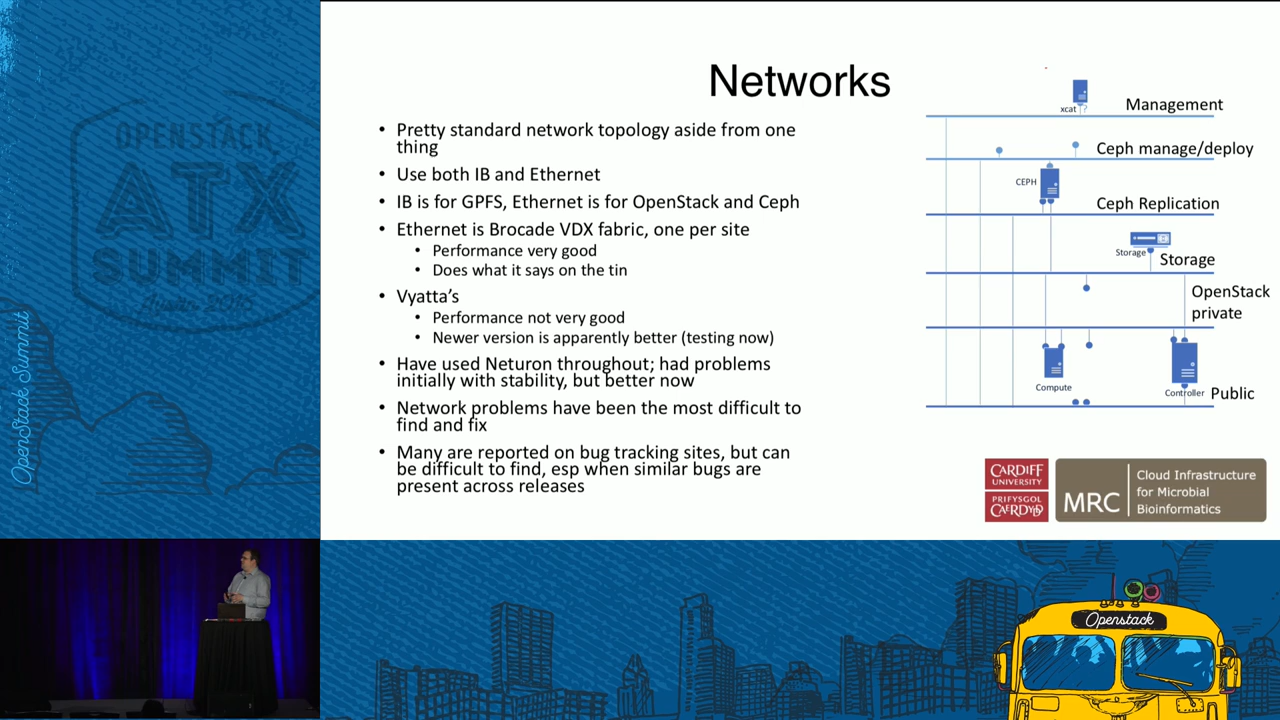 OPENSTACK
ATX
SUMMIT
Austin 2016
OpenStack Summit
Networks
• Pretty standard network topology aside from one
thing
• Use both IB and Ethernet
• IB is for GPFS, Ethernet is for OpenStack and Ceph
• Ethernet is Brocade VDX fabric, one per site
• Performance very good
• Does what it says on the tin
• Vyatta's
• Performance not very good
• Newer version is apparently better (testing now)
• Have used Neturon throughout; had problems
initially with stability, but better now
• Network problems have been the most difficult to
find and fix
• Many are reported on bug tracking sites, but can
be difficult to find, esp when similar bugs are
present across releases
xcat ?
Management
Ceph manage/deploy
CEPH
Ceph Replication
Storage
Storage
OpenStack
private
Compute
Controller
Public
CARDIFF
UNIVERSITY
PRIFYSGOL
CAERDYDD
MRC
Cloud Infrastructure
for Microbial
Bioinformatics
Openstack